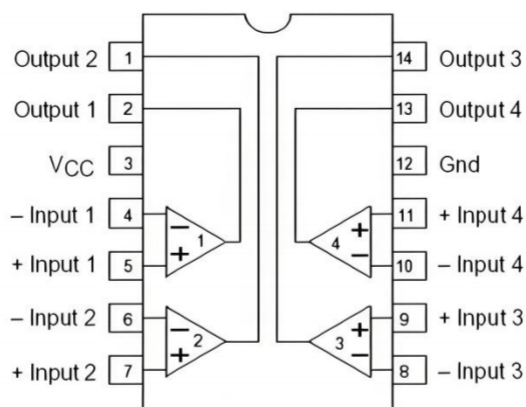 Output 2 1 14 Output 3
Output 1 2 13 Output 4
VCC 3 12 Gnd
– Input 1 4 – 1 + 11 + Input 4
+ Input 1 5 + 4 – 10 – Input 4
– Input 2 6 – 2 + 9 + Input 3
+ Input 2 7 + 3 – 8 – Input 3